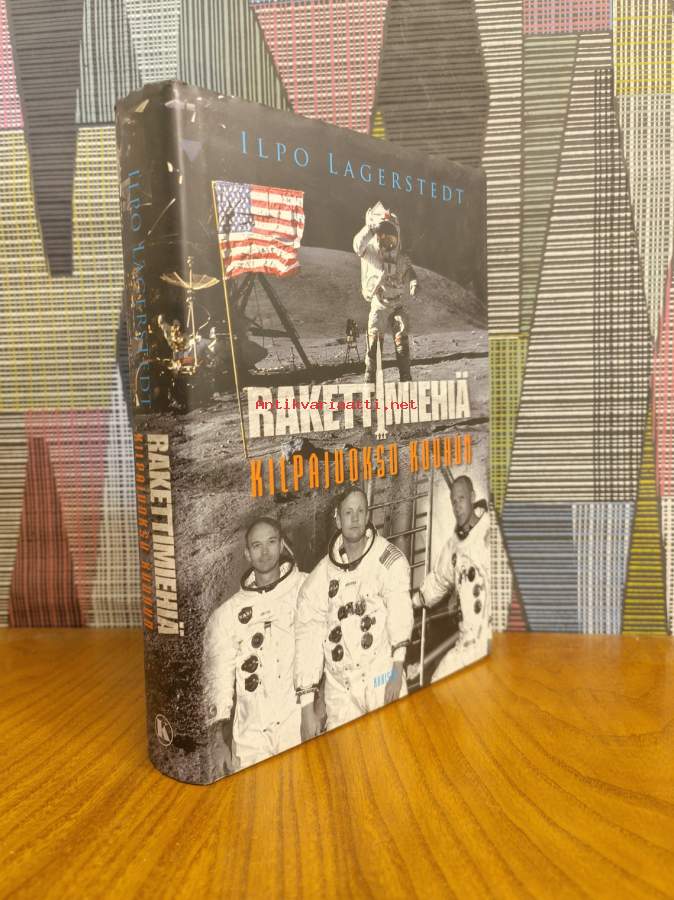 ILPO LAGERSTEDT
RAKETTIMIEHIÄ
Antikvariaatti.net
KILPAJUOKSU KUUHUN
ILPO LAGERSTEDT
RAKETTIMIEHIÄ
KILPAJUOKSU KUUHUN
K